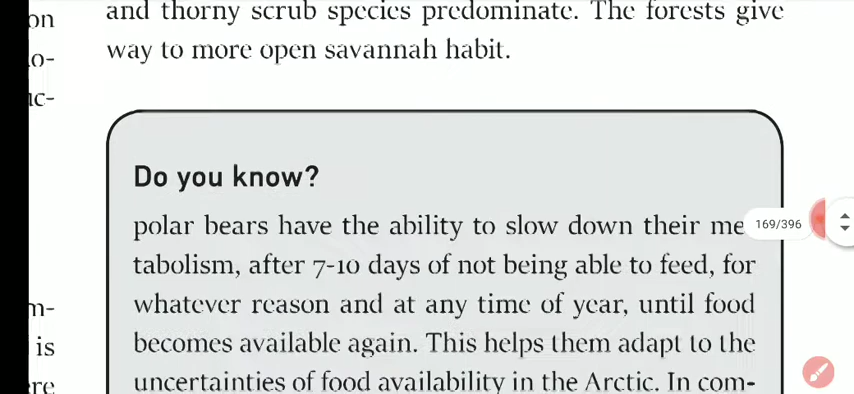 on
o-
and thorny scrub species predominate. The forests give
way to more open savannah habit.
Do you know?
polar bears have the ability to slow down their me
tabolism, after 7-10 days of not being able to feed, for
whatever reason and at any time of year, until food
becomes available again. This helps them adapt to the
uncertainties of food availability in the Arctic. In com-
169/396
m-
is
ere